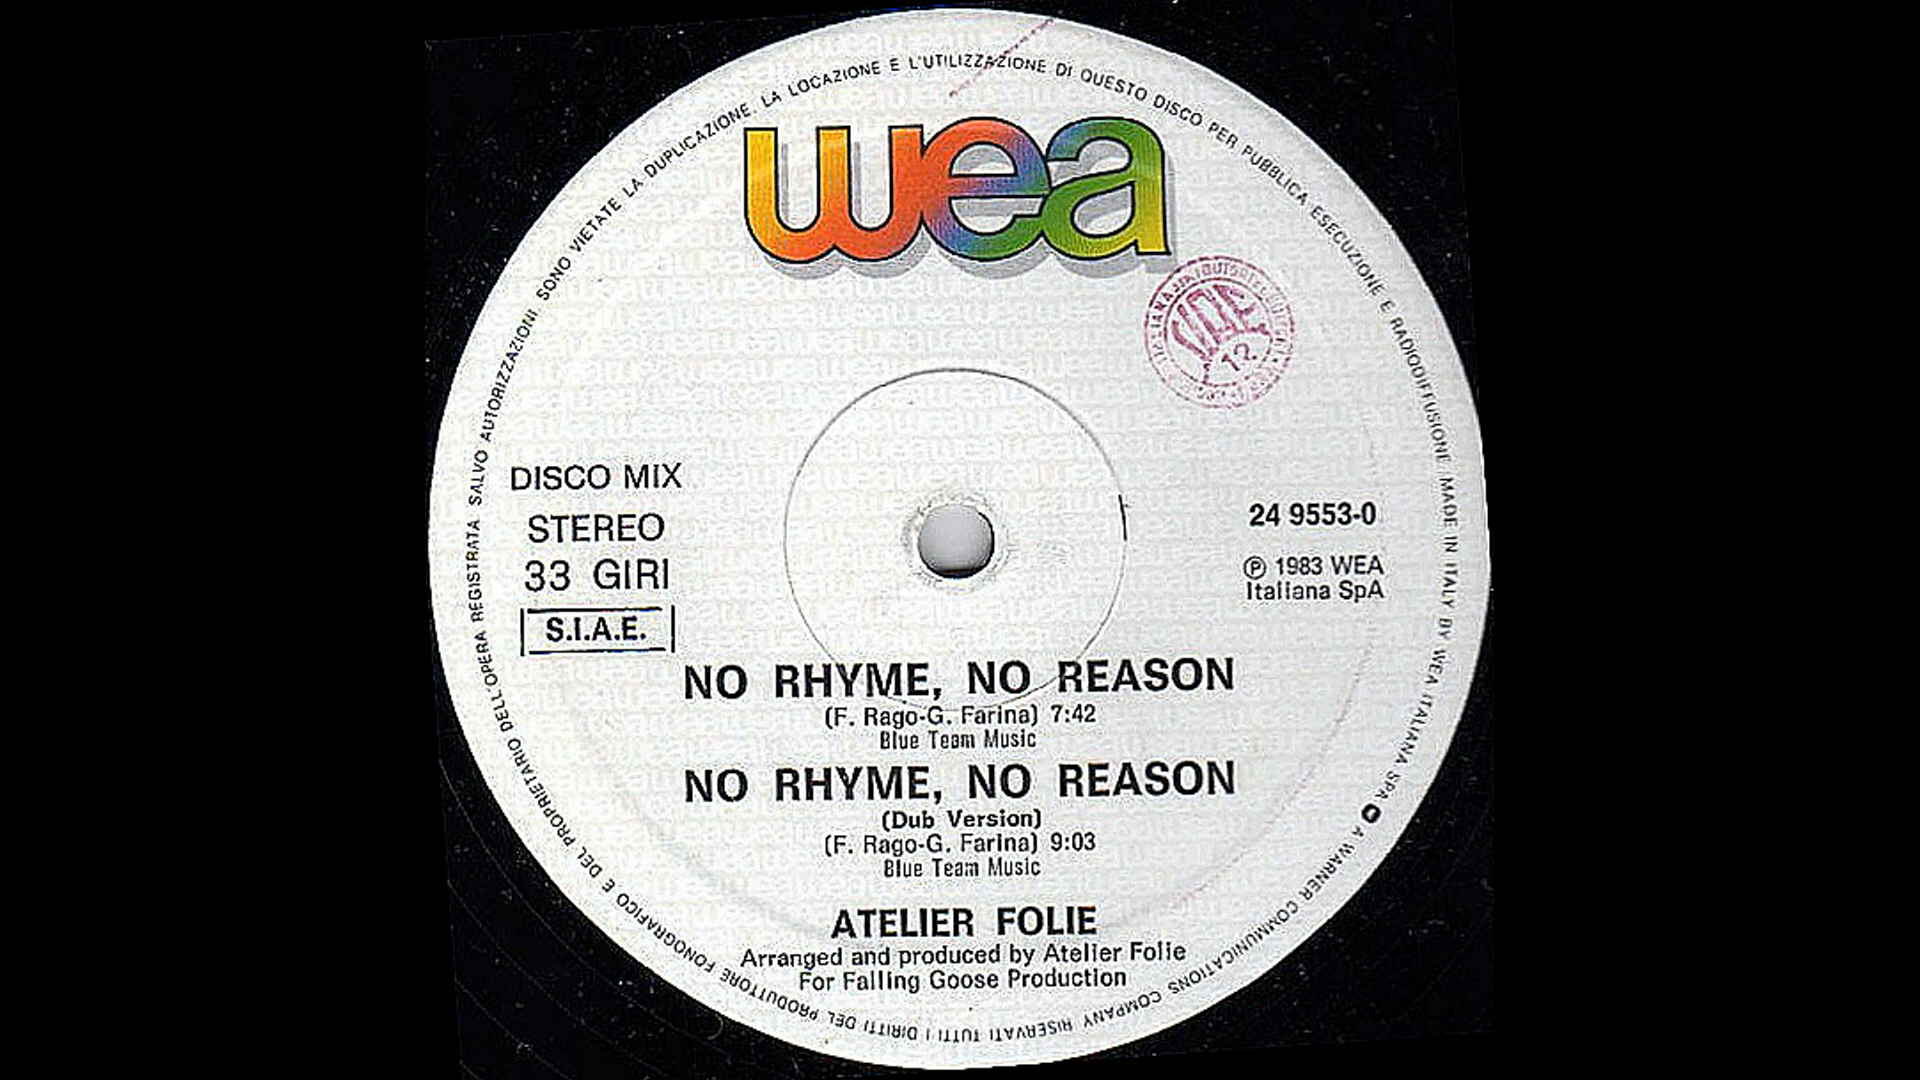 SALVO AUTORIZZAZIONI SONO VIETATE LA DUPLICAZIONE, LA LOCAZIONE E L'UTILIZZAZIONE DI QUESTO DISCO PER PUBBLICA ESECUZIONE E RADIODIFFUSIONE MADE IN ITALY BY WEA ITALIANA SPA A WARNER COMMUNICATIONS COMPANY RISERVATI TUTTI I DIRITTI DEL PRODUTTORE FONOGRAFICO E DEL PROPRIETARIO DELL'OPERA REGISTRATA
wea
12
DISCO MIX
STEREO
33 GIRI
S.I.A.E.
24 9553-0
℗ 1983 WEA
Italiana SpA
NO RHYME, NO REASON
(F. Rago-G. Farina) 7:42
Blue Team Music
NO RHYME, NO REASON
(Dub Version)
(F. Rago-G. Farina) 9:03
Blue Team Music
ATELIER FOLIE
Arranged and produced by Atelier Folie
For Falling Goose Production